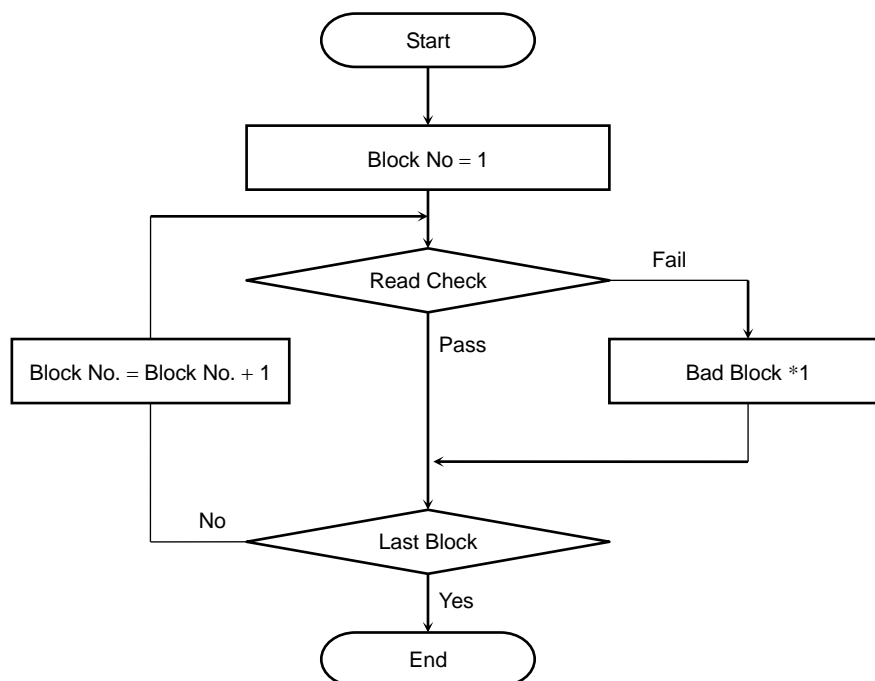 Start
Block No = 1
Read Check
Fail
Pass
Block No. = Block No. + 1
Bad Block *1
No
Last Block
Yes
End